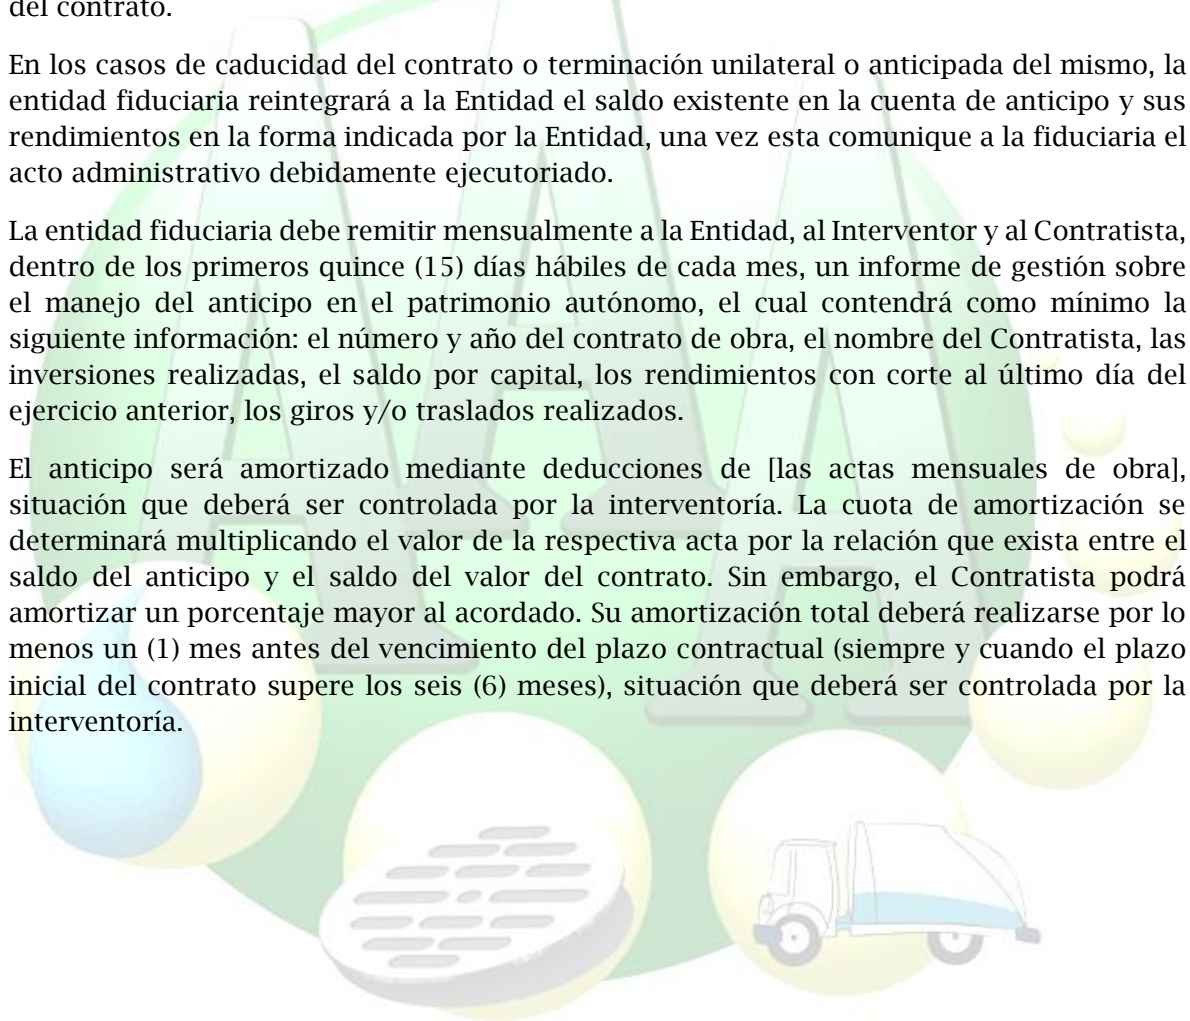 del contrato.
En los casos de caducidad del contrato o terminación unilateral o anticipada del mismo, la
entidad fiduciaria reintegrará a la Entidad el saldo existente en la cuenta de anticipo y sus
rendimientos en la forma indicada por la Entidad, una vez esta comunique a la fiduciaria el
acto administrativo debidamente ejecutoriado.
La entidad fiduciaria debe remitir mensualmente a la Entidad, al Interventor y al Contratista,
dentro de los primeros quince (15) días hábiles de cada mes, un informe de gestión sobre
el manejo del anticipo en el patrimonio autónomo, el cual contendrá como mínimo la
siguiente información: el número y año del contrato de obra, el nombre del Contratista, las
inversiones realizadas, el saldo por capital, los rendimientos con corte al último día del
ejercicio anterior, los giros y/o traslados realizados.
El anticipo será amortizado mediante deducciones de [las actas mensuales de obra],
situación que deberá ser controlada por la interventoría. La cuota de amortización se
determinará multiplicando el valor de la respectiva acta por la relación que exista entre el
saldo del anticipo y el saldo del valor del contrato. Sin embargo, el Contratista podrá
amortizar un porcentaje mayor al acordado. Su amortización total deberá realizarse por lo
menos un (1) mes antes del vencimiento del plazo contractual (siempre y cuando el plazo
inicial del contrato supere los seis (6) meses), situación que deberá ser controlada por la
interventoría.
AAA